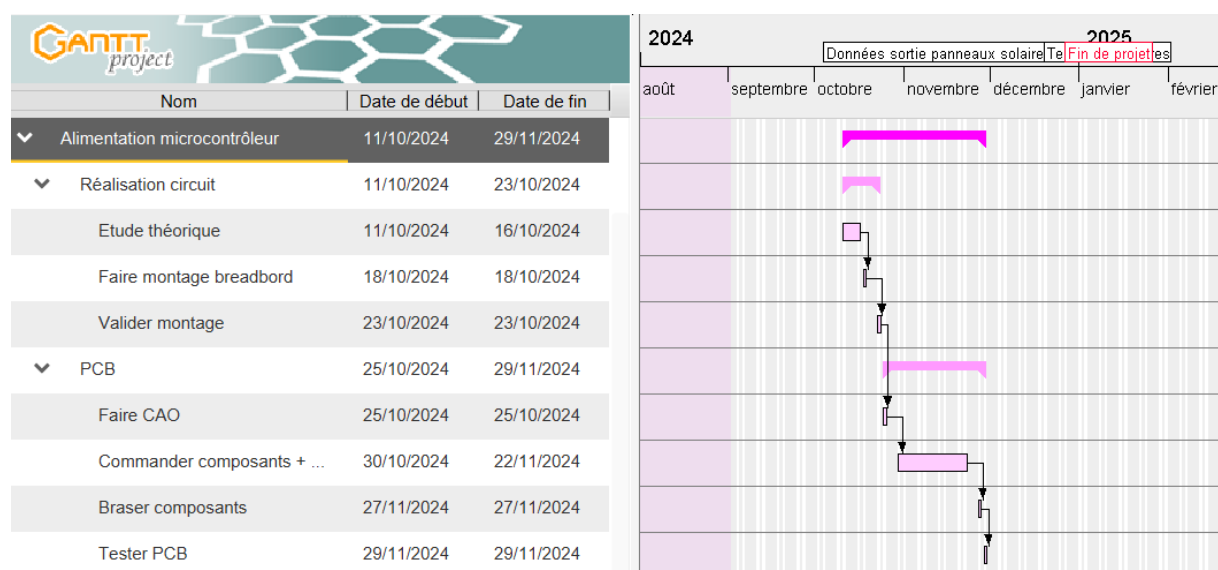 GANTT
project
2024 2025
Données sortie panneaux solaire Te Fin de projet es
août septembre octobre novembre décembre janvier février
Nom Date de début Date de fin
Alimentation microcontrôleur 11/10/2024 29/11/2024
Réalisation circuit 11/10/2024 23/10/2024
Etude théorique 11/10/2024 16/10/2024
Faire montage breadbord 18/10/2024 18/10/2024
Valider montage 23/10/2024 23/10/2024
PCB 25/10/2024 29/11/2024
Faire CAO 25/10/2024 25/10/2024
Commander composants + ... 30/10/2024 22/11/2024
Braser composants 27/11/2024 27/11/2024
Tester PCB 29/11/2024 29/11/2024